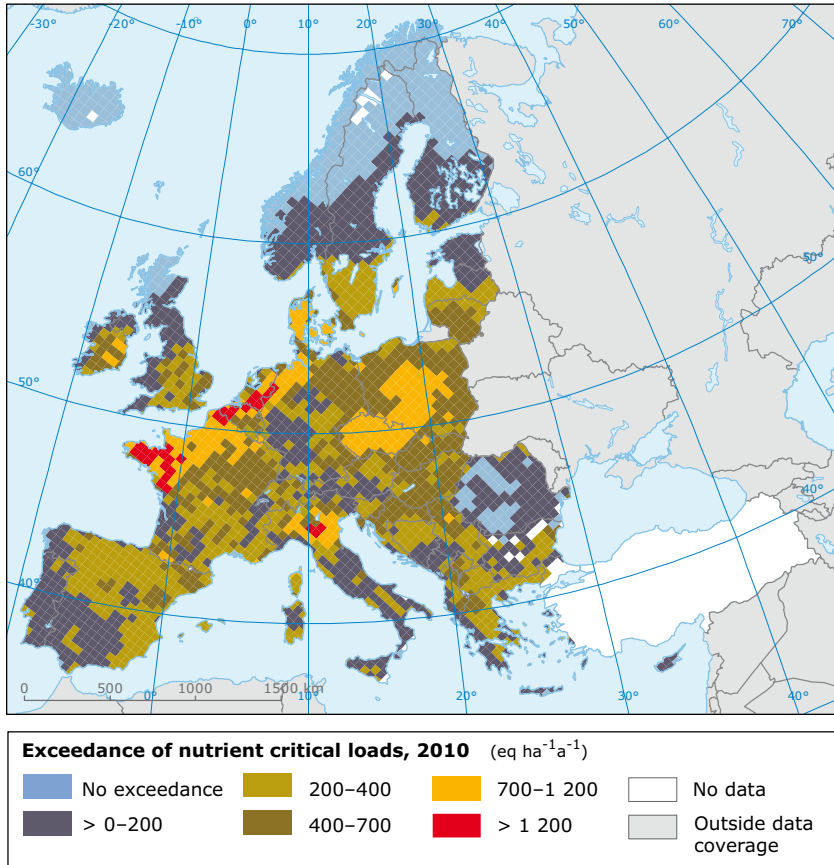 -30° -20° -10° 0° 10° 20° 30° 40° 50° 60° 70°
60°
50°
50°
40°
40°
0 500 1000 1500 km
0° 10° 20° 30° 40°
Exceedance of nutrient critical loads, 2010 (eq ha⁻¹a⁻¹)
No exceedance 200–400 700–1 200 No data
> 0–200 400–700 > 1 200 Outside data
coverage